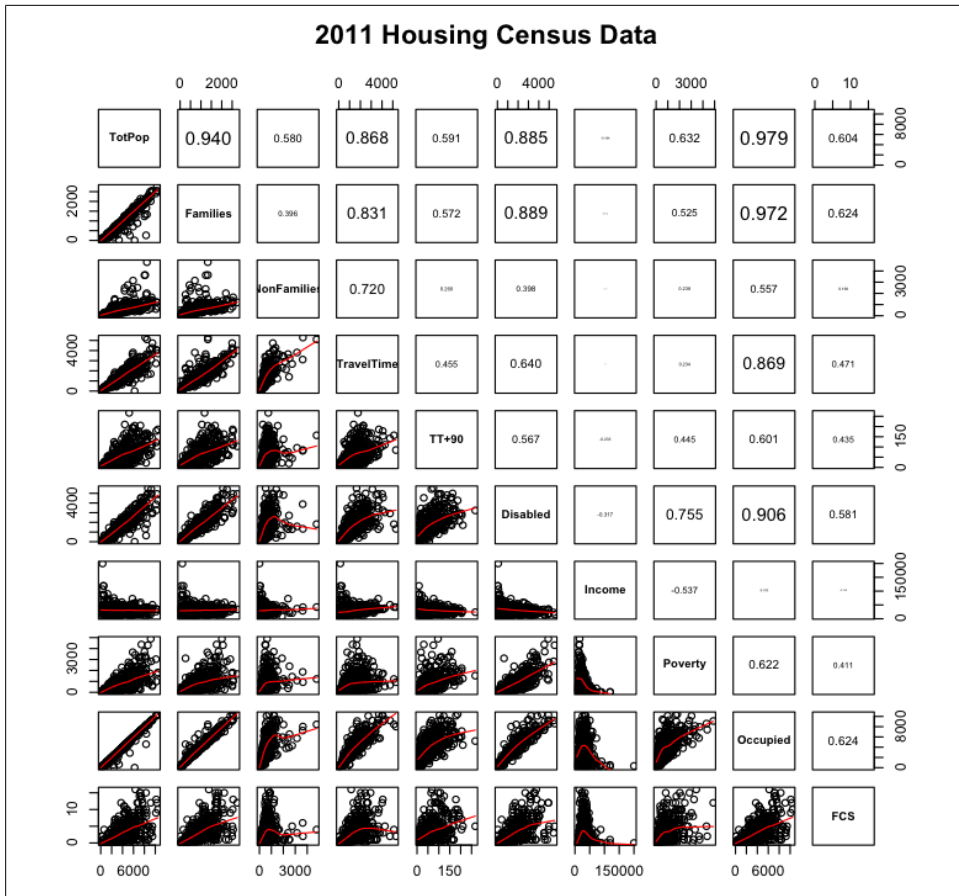 2011 Housing Census Data
0 2000 0 4000 0 4000 0 3000 0 10
TotPop 0.940 0.580 0.868 0.591 0.885 0.632 0.979 0.604 0 8000
0 2000 Families 0.396 0.831 0.572 0.889 0.525 0.972 0.624
NonFamilies 0.720 0.398 0.557 0 3000
0 4000 TravelTime 0.455 0.640 0.869 0.471
TT+90 0.567 0.445 0.601 0.435 0 150
0 4000 Disabled -0.317 0.755 0.906 0.581
Income -0.537 0 150000
0 3000 Poverty 0.622 0.411
Occupied 0.624 0 8000
0 10 FCS
0 6000 0 3000 0 150 0 150000 0 6000